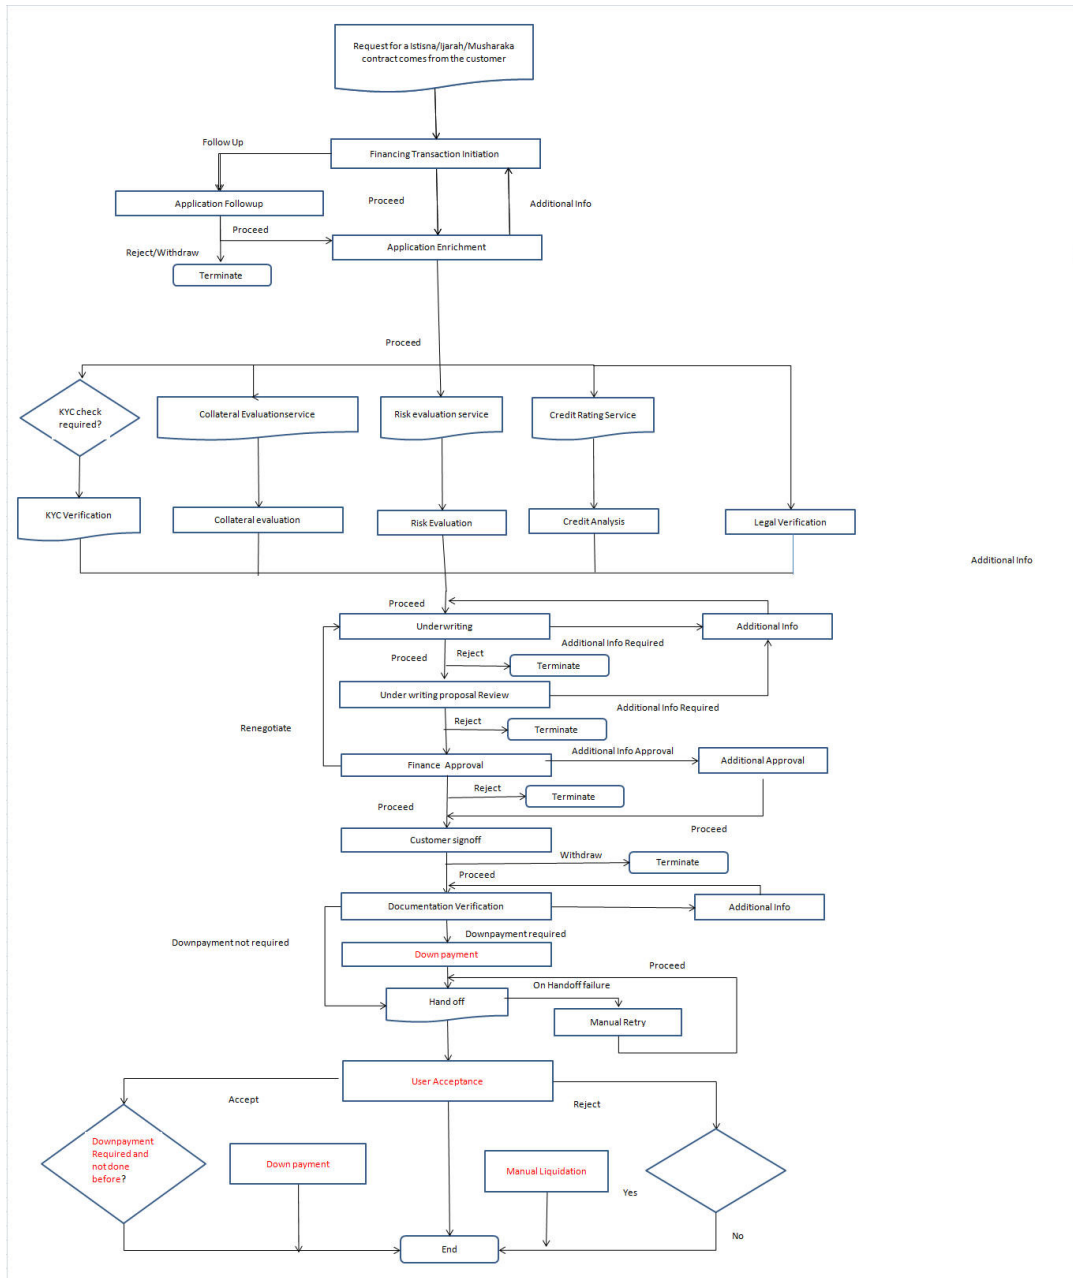 Request for a Istisna/Ijarah/Musharaka
contract comes from the customer
Follow Up
Financing Transaction Initiation
Application Followup
Proceed
Additional Info
Proceed
Application Enrichment
Reject/Withdraw
Terminate
Proceed
KYC check
required?
Collateral Evaluationservice
Risk evaluation service
Credit Rating Service
KYC Verification
Collateral evaluation
Risk Evaluation
Credit Analysis
Legal Verification
Additional Info
Proceed
Underwriting
Additional Info
Additional Info Required
Proceed
Reject
Terminate
Under writing proposal Review
Additional Info Required
Renegotiate
Reject
Terminate
Finance Approval
Additional Info Approval
Additional Approval
Reject
Terminate
Proceed
Proceed
Customer signoff
Withdraw
Terminate
Proceed
Documentation Verification
Additional Info
Downpayment not required
Downpayment required
Down payment
Proceed
On Handoff failure
Hand off
Manual Retry
User Acceptance
Accept
Reject
Downpayment
Required and
not done
before?
Down payment
Manual Liquidation
Yes
No
End